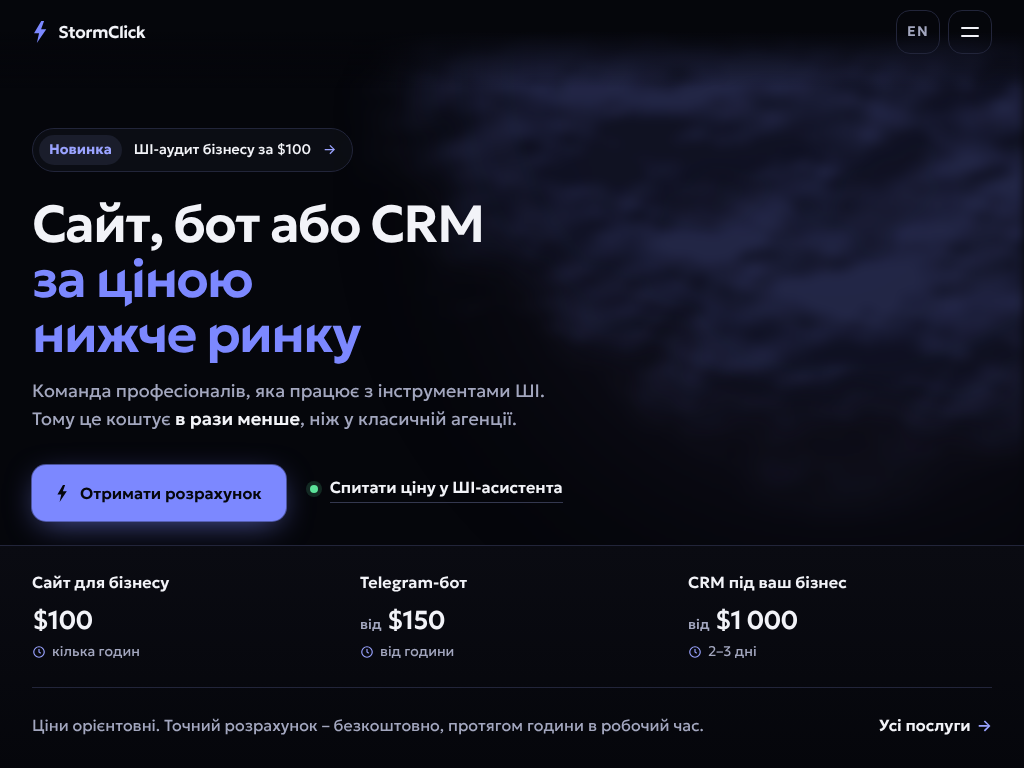 StormClick
EN
Новинка ШІ-аудит бізнесу за $100 →
Сайт, бот або CRM
за ціною
нижче ринку
Команда професіоналів, яка працює з інструментами ШІ.
Тому це коштує в рази менше, ніж у класичній агенції.
Отримати розрахунок
Спитати ціну у ШІ-асистента
Сайт для бізнесу
$100
кілька годин
Telegram-бот
від $150
від години
CRM під ваш бізнес
від $1 000
2–3 дні
Ціни орієнтовні. Точний розрахунок – безкоштовно, протягом години в робочий час.
Усі послуги →